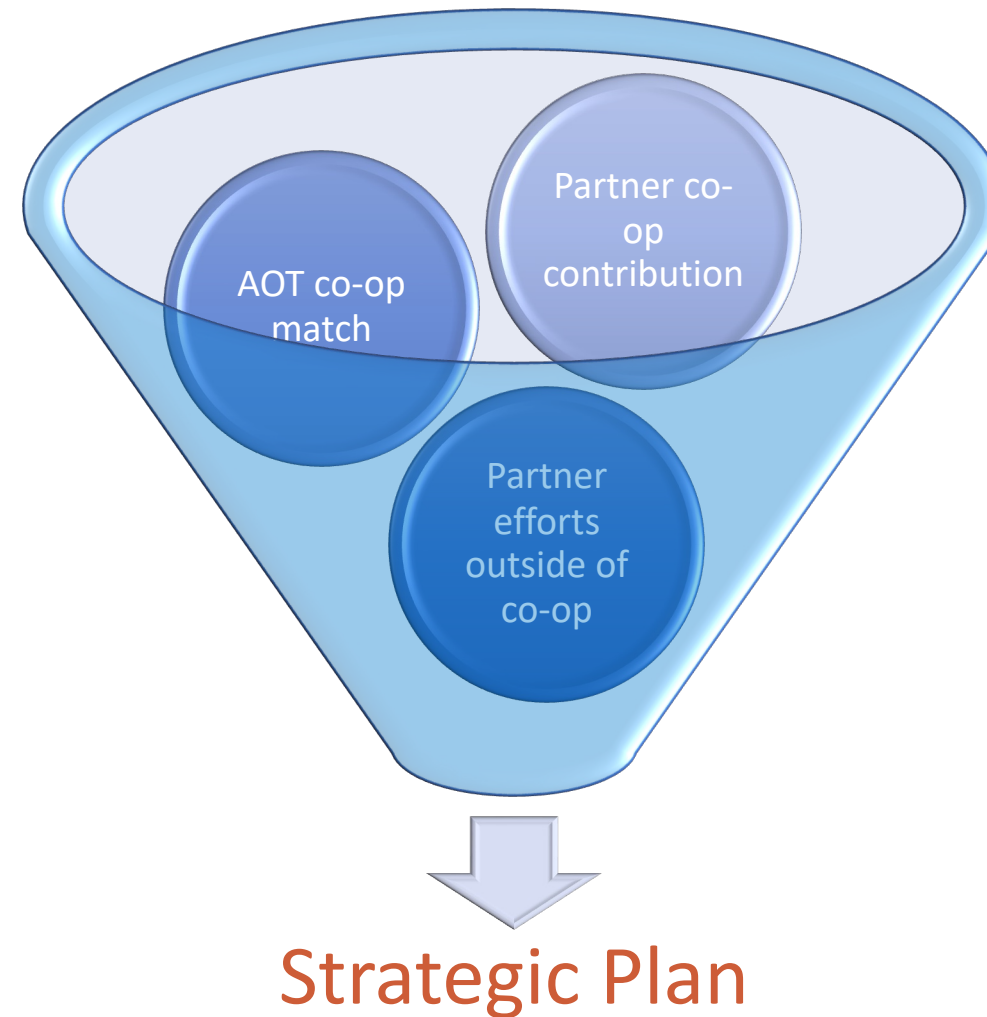 Partner co-
op
contribution
AOT co-op
match
Partner
efforts
outside of
co-op
Strategic Plan